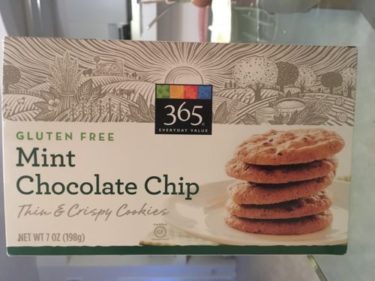 365
EVERYDAY VALUE
GLUTEN FREE
Mint
Chocolate Chip
Thin & Crispy Cookies
NET WT 7 OZ (198g)